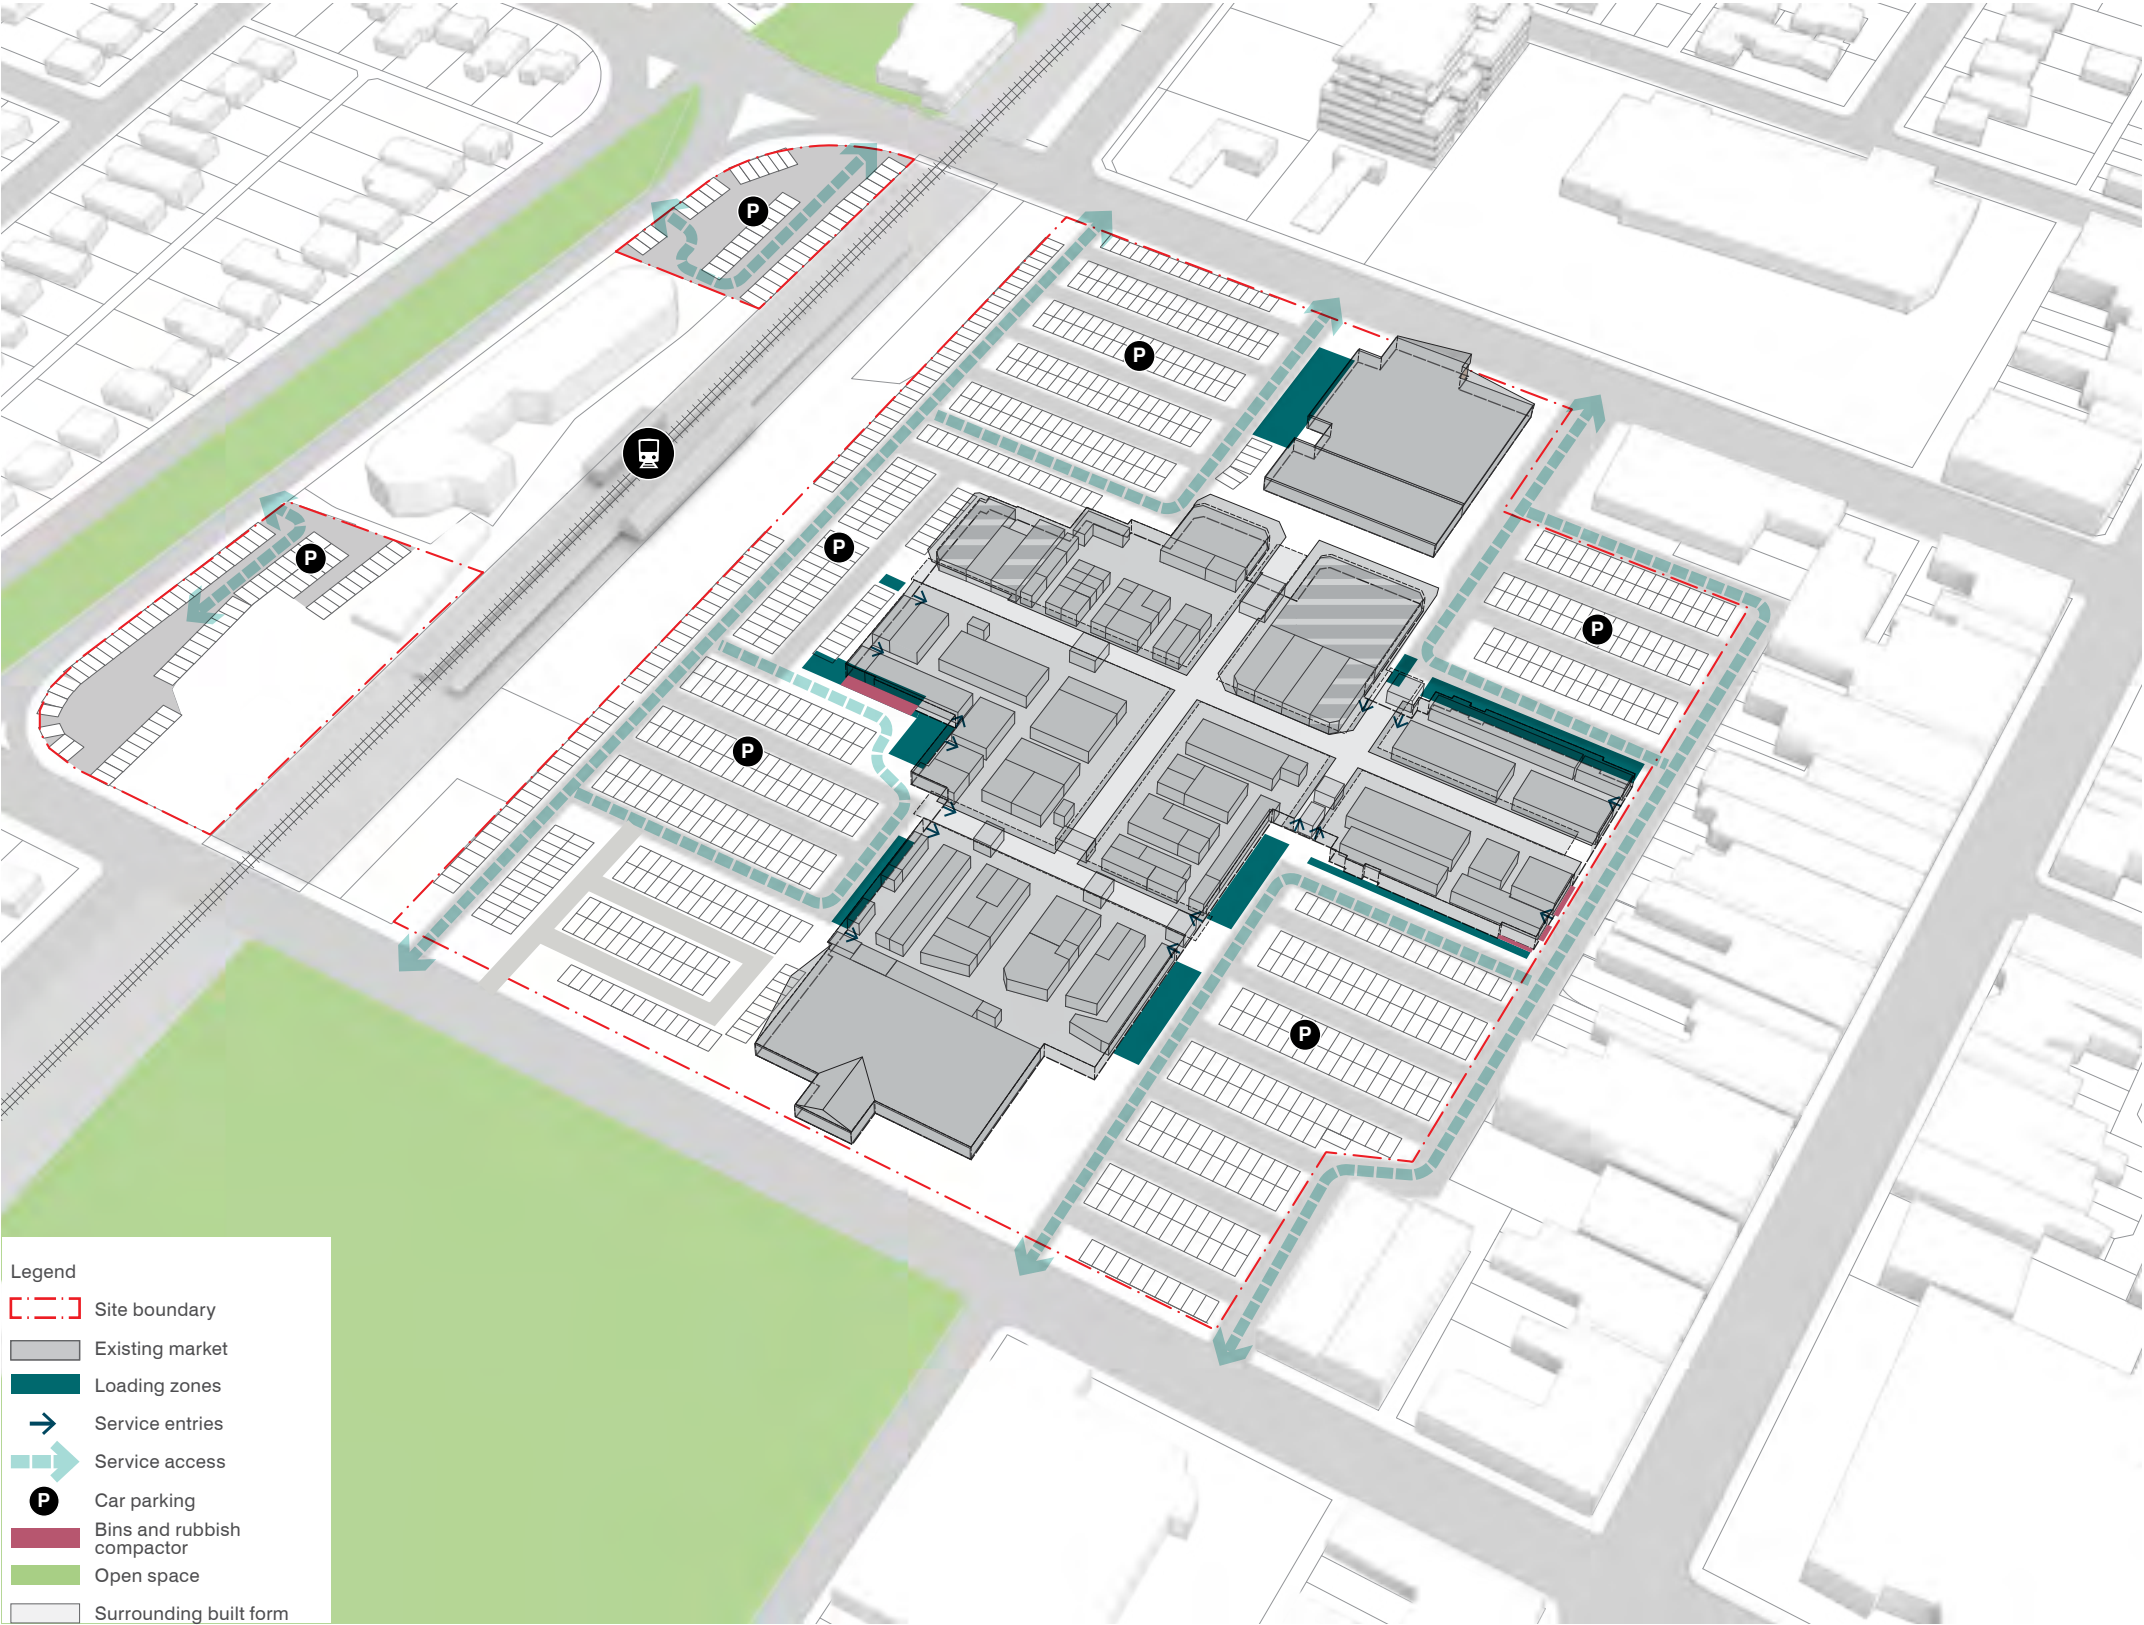 P
P
P
P
P
P
P
P
Legend
Site boundary
Existing market
Loading zones
Service entries
Service access
P Car parking
Bins and rubbish
compactor
Open space
Surrounding built form